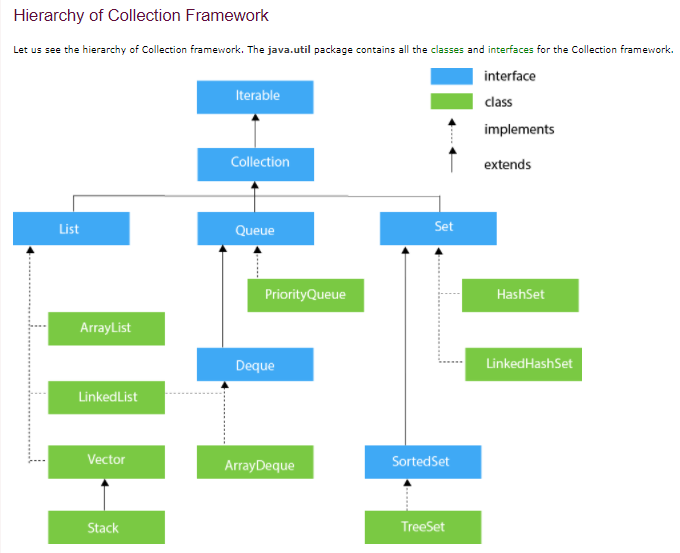 Hierarchy of Collection Framework
Let us see the hierarchy of Collection framework. The java.util package contains all the classes and interfaces for the Collection framework.
interface
Iterable
class
implements
Collection
extends
List
Queue
Set
PriorityQueue
HashSet
ArrayList
Deque
LinkedHashSet
LinkedList
Vector
ArrayDeque
SortedSet
Stack
TreeSet